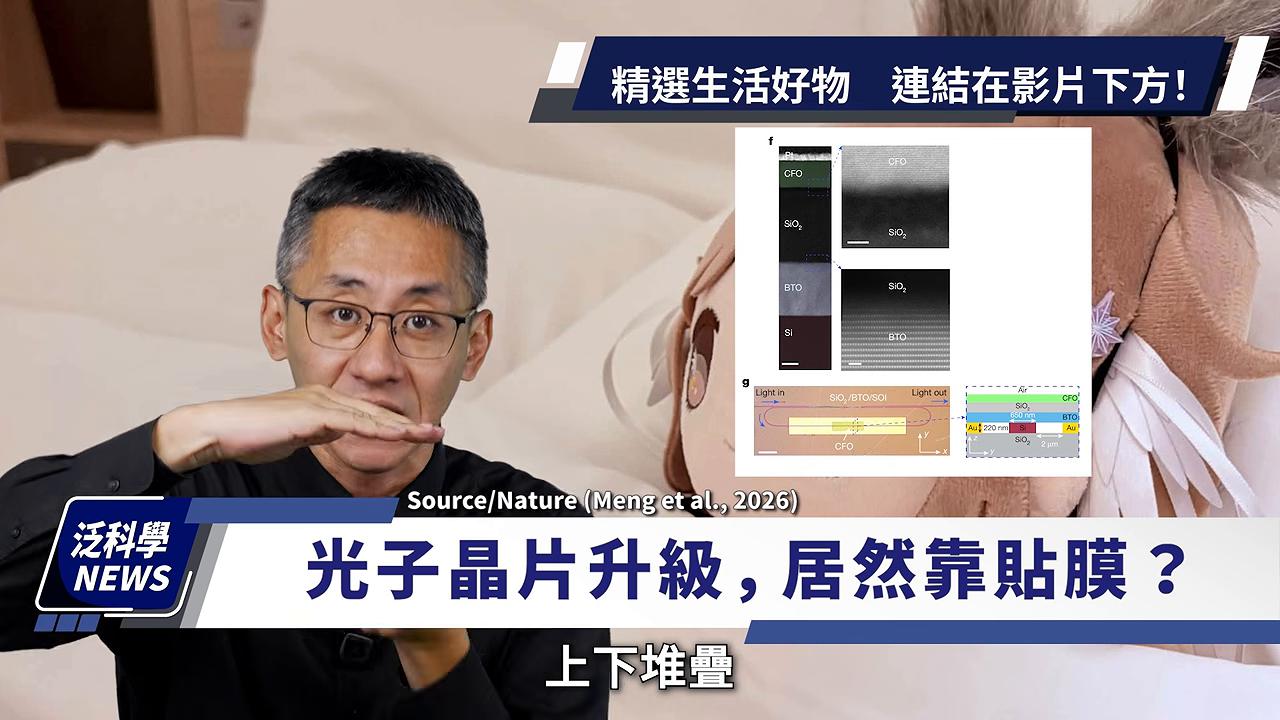 精選生活好物 連結在影片下方!
f
Pt
CFO
SiO₂
BTO
Si
CFO
SiO₂
SiO₂
BTO
g
Light in
SiO₂/BTO/SOI
Light out
CFO
y
x
Air
CFO
SiO₂
650 nm
BTO
Au
220 nm
Si
Au
SiO₂
2 μm
z
y
Source/Nature (Meng et al., 2026)
泛科學
NEWS
光子晶片升級，居然靠貼膜？
上下堆疊